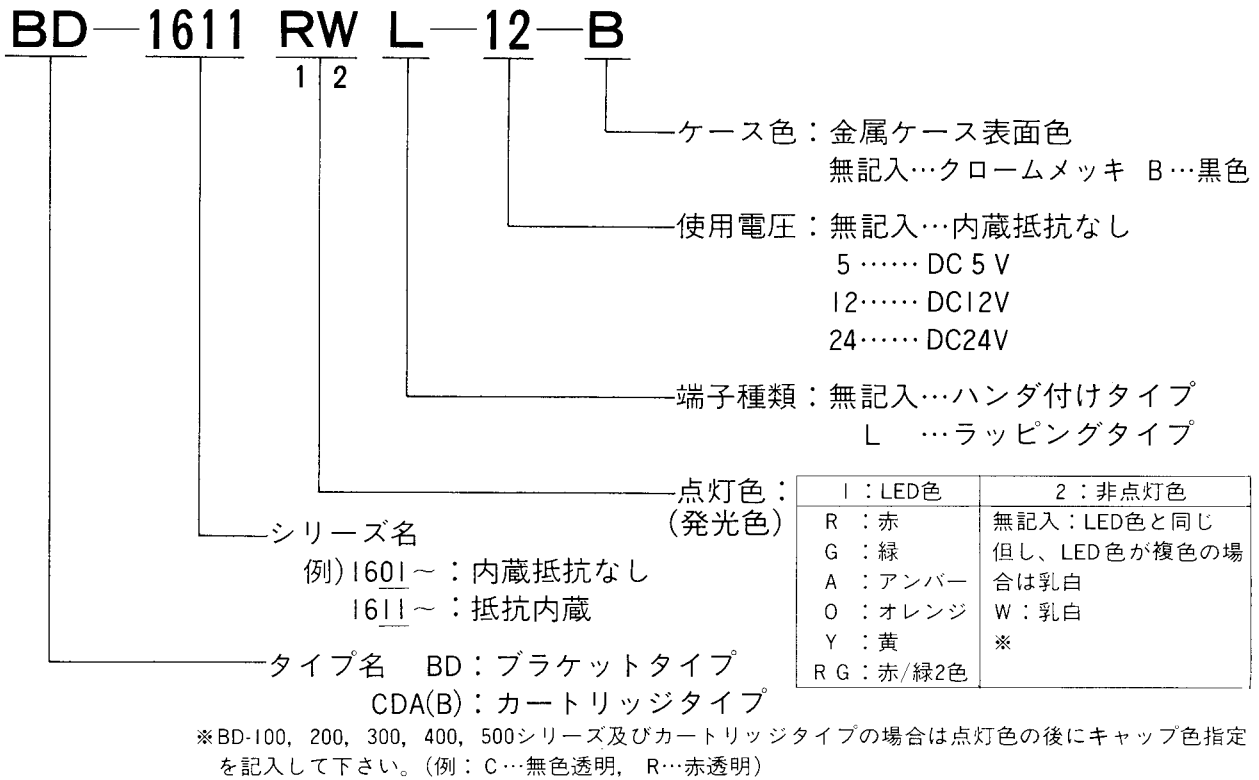 BD―1611 RW L―12―B
1 2
ケース色：金属ケース表面色
無記入…クロームメッキ B…黒色
使用電圧：無記入…内蔵抵抗なし
5……DC 5 V
12……DC12V
24……DC24V
端子種類：無記入…ハンダ付けタイプ
L …ラッピングタイプ
点灯色：
(発光色)
1：LED色 2：非点灯色
R ：赤 無記入：LED色と同じ
G ：緑 但し、LED色が複色の場
A ：アンバー 合は乳白
O ：オレンジ W：乳白
Y ：黄 ※
R G：赤/緑2色
シリーズ名
例)1601～：内蔵抵抗なし
1611～：抵抗内蔵
タイプ名 BD：ブラケットタイプ
CDA(B)：カートリッジタイプ
※BD-100, 200, 300, 400, 500シリーズ及びカートリッジタイプの場合は点灯色の後にキャップ色指定
を記入して下さい。(例：C…無色透明, R…赤透明)